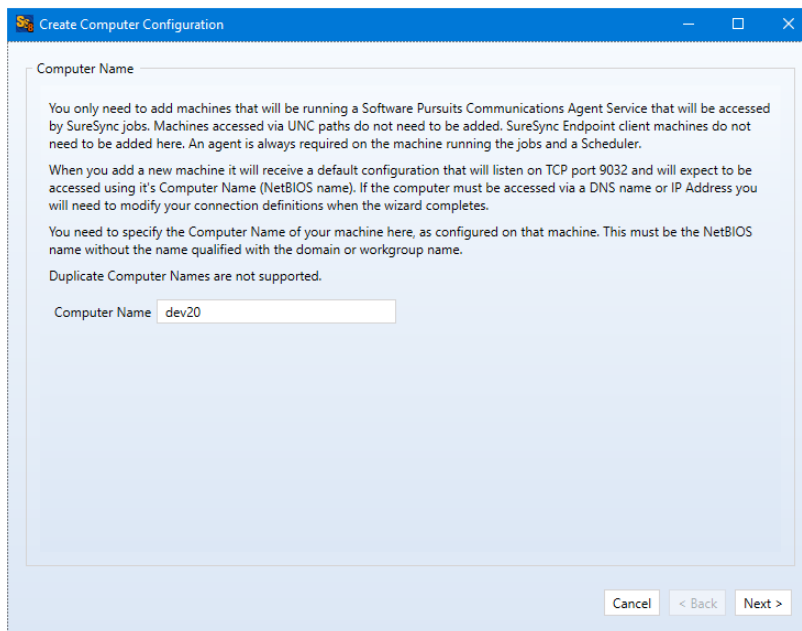 Create Computer Configuration
Computer Name
You only need to add machines that will be running a Software Pursuits Communications Agent Service that will be accessed
by SureSync jobs. Machines accessed via UNC paths do not need to be added. SureSync Endpoint client machines do not
need to be added here. An agent is always required on the machine running the jobs and a Scheduler.
When you add a new machine it will receive a default configuration that will listen on TCP port 9032 and will expect to be
accessed using it's Computer Name (NetBIOS name). If the computer must be accessed via a DNS name or IP Address you
will need to modify your connection definitions when the wizard completes.
You need to specify the Computer Name of your machine here, as configured on that machine. This must be the NetBIOS
name without the name qualified with the domain or workgroup name.
Duplicate Computer Names are not supported.
Computer Name dev20
Cancel < Back Next >